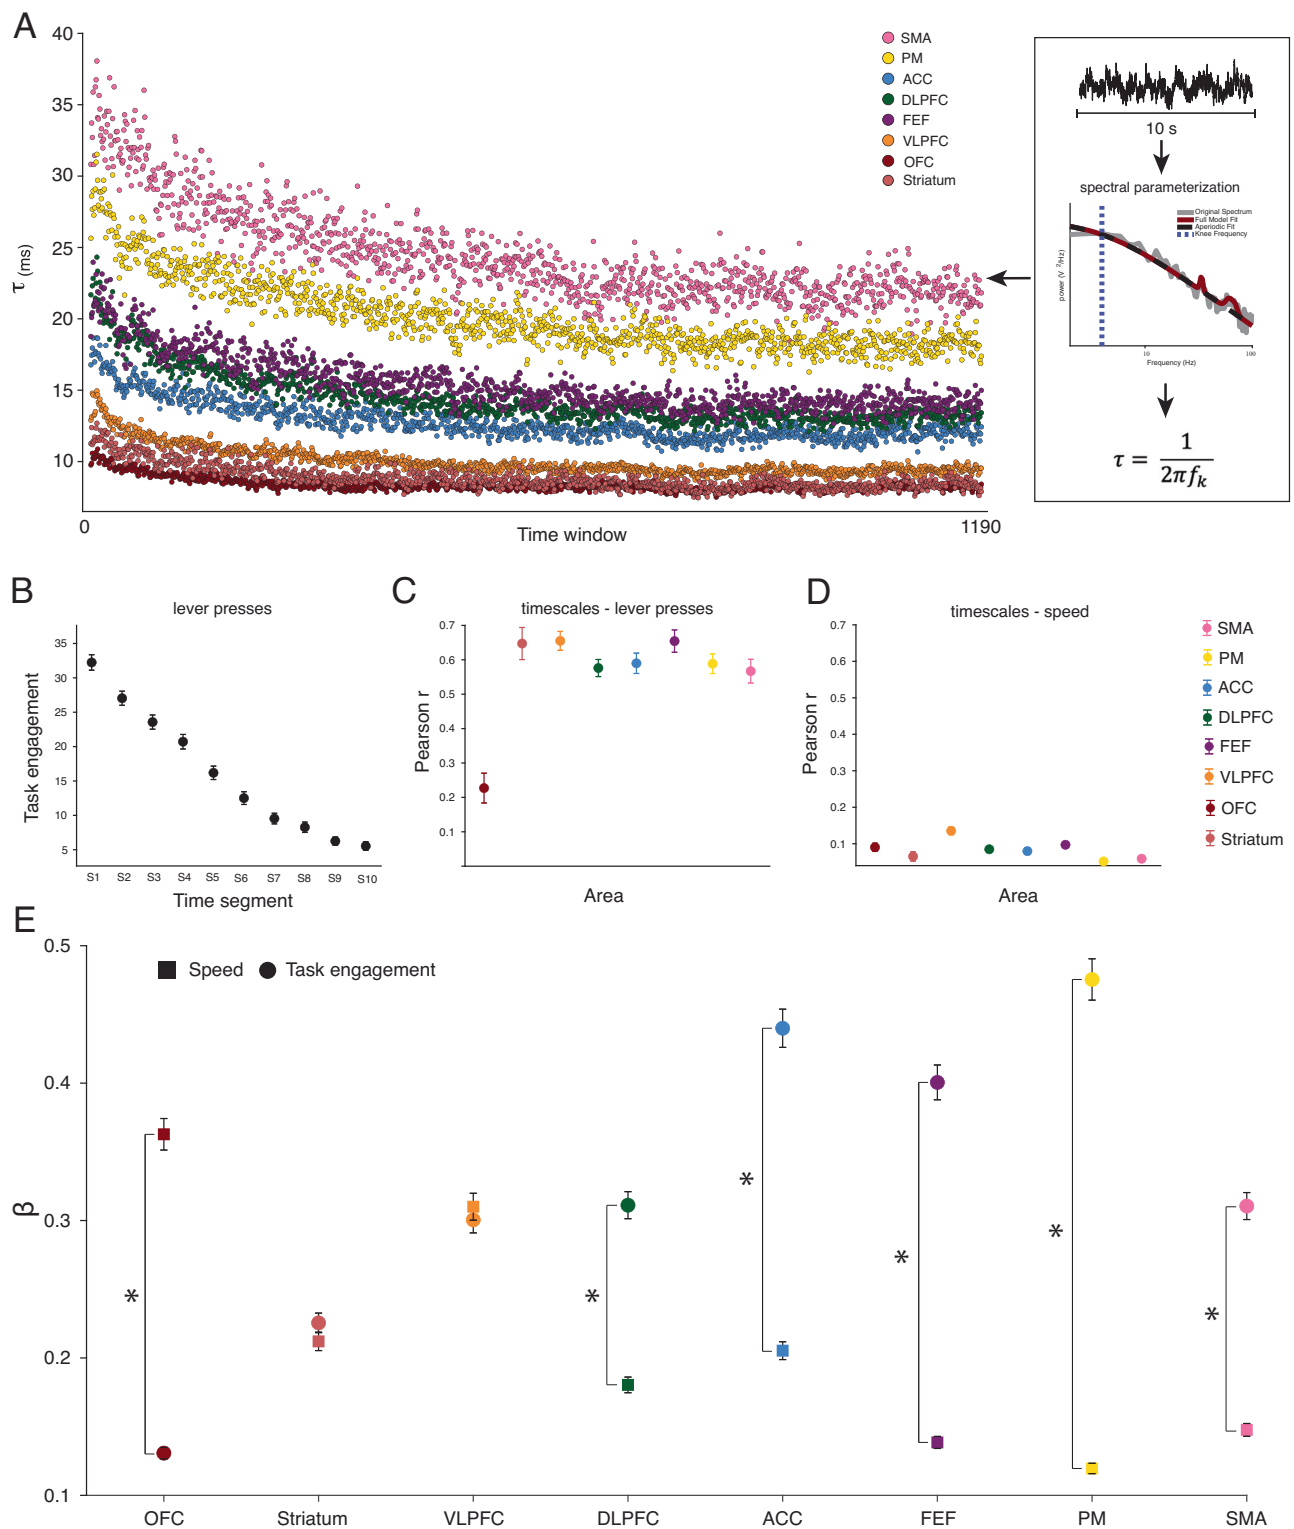 A
40
35
30
25
20
15
10
τ (ms)
0
1190
Time window
SMA
PM
ACC
DLPFC
FEF
VLPFC
OFC
Striatum
10 s
spectral parameterization
Original Spectrum
Full Model Fit
Aperiodic Fit
Knee Frequency
power (V²/Hz)
10
100
Frequency (Hz)
τ = 1 / 2πfₖ
B
lever presses
Task engagement
35
30
25
20
15
10
5
S1 S2 S3 S4 S5 S6 S7 S8 S9 S10
Time segment
C
timescales - lever presses
Pearson r
0.7
0.6
0.5
0.4
0.3
0.2
0.1
Area
D
timescales - speed
Pearson r
0.7
0.6
0.5
0.4
0.3
0.2
0.1
Area
SMA
PM
ACC
DLPFC
FEF
VLPFC
OFC
Striatum
E
Speed Task engagement
β
0.5
0.4
0.3
0.2
0.1
*
*
*
*
*
*
OFC Striatum VLPFC DLPFC ACC FEF PM SMA